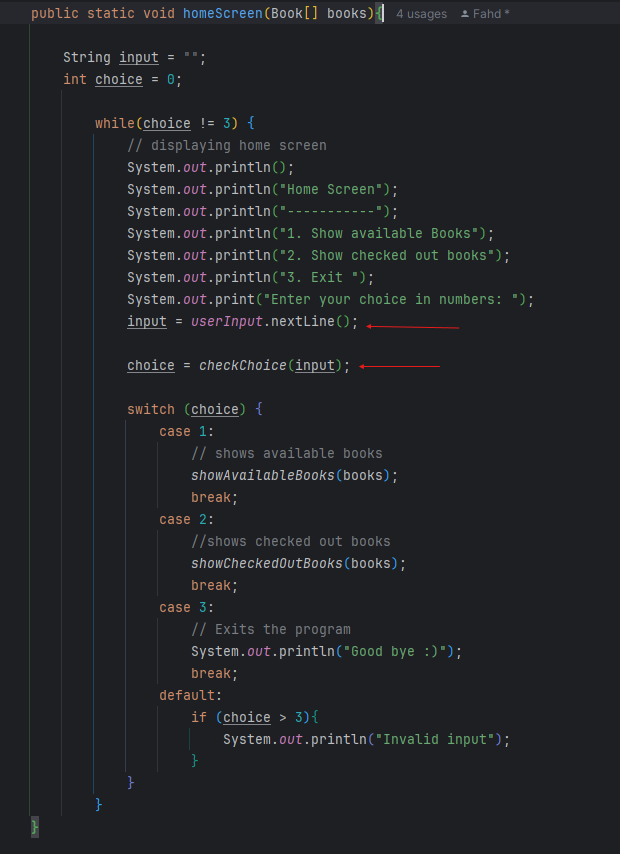 public static void homeScreen(Book[] books){ 4 usages Fahd *
String input = "";
int choice = 0;
while(choice != 3) {
// displaying home screen
System.out.println();
System.out.println("Home Screen");
System.out.println("-----------");
System.out.println("1. Show available Books");
System.out.println("2. Show checked out books");
System.out.println("3. Exit ");
System.out.print("Enter your choice in numbers: ");
input = userInput.nextLine();
choice = checkChoice(input);
switch (choice) {
case 1:
// shows available books
showAvailableBooks(books);
break;
case 2:
//shows checked out books
showCheckedOutBooks(books);
break;
case 3:
// Exits the program
System.out.println("Good bye :)");
break;
default:
if (choice > 3){
System.out.println("Invalid input");
}
}
}
}